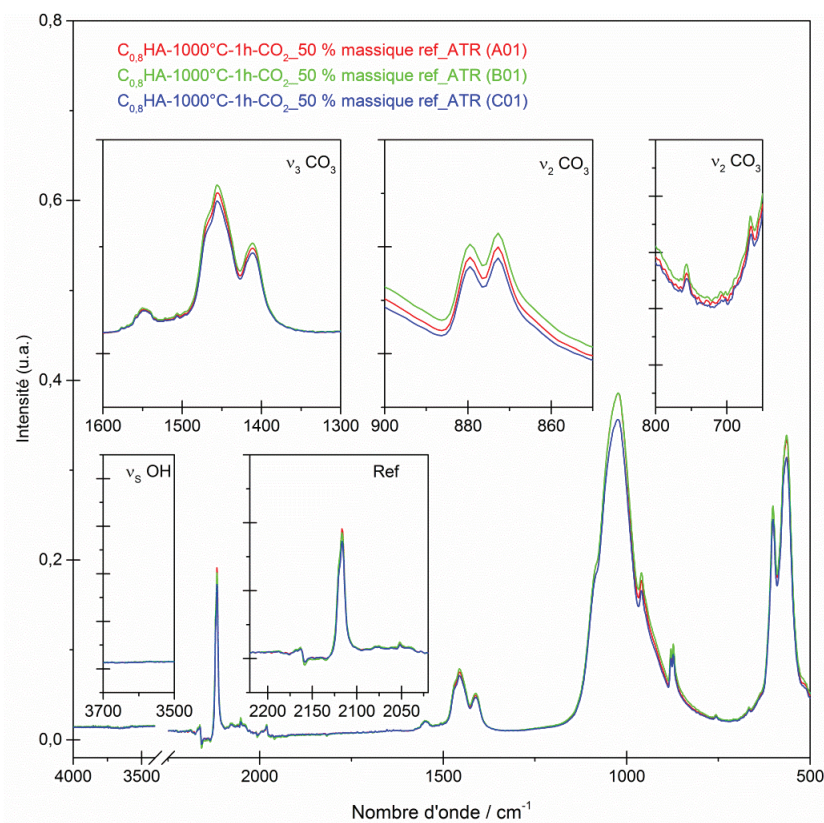 0,8
C0,8HA-1000°C-1h-CO2_50 % massique ref_ATR (A01)
C0,8HA-1000°C-1h-CO2_50 % massique ref_ATR (B01)
C0,8HA-1000°C-1h-CO2_50 % massique ref_ATR (C01)
ν3 CO3
ν2 CO3
ν2 CO3
0,6
Intensité (u.a.)
0,4
1600 1500 1400 1300
900 880 860
800 700
νS OH
Ref
0,2
3700 3500
2200 2150 2100 2050
0,0
4000 3500 2000 1500 1000 500
Nombre d'onde / cm-1